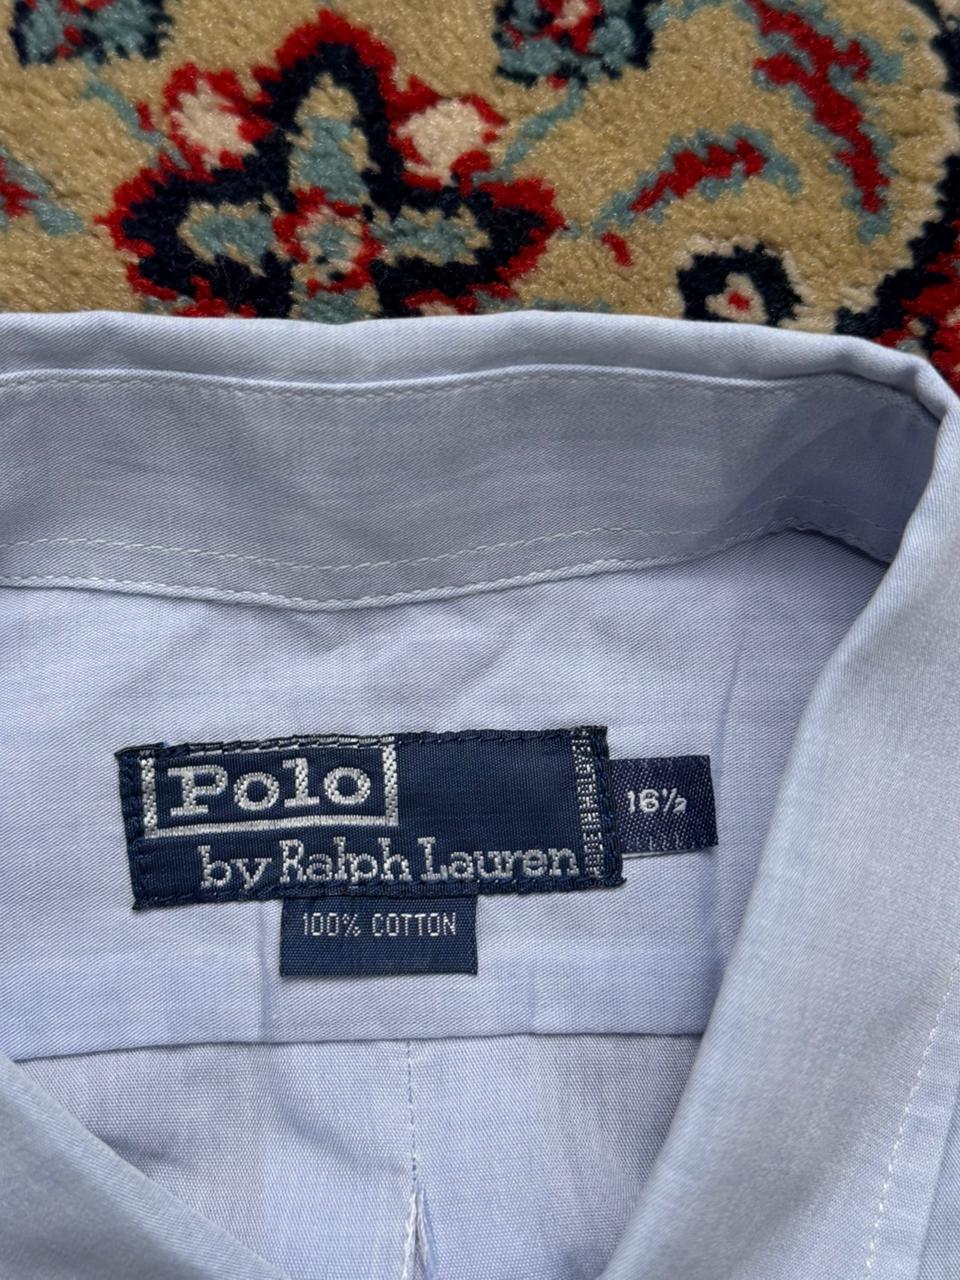 Polo
by Ralph Lauren
16½
100% COTTON